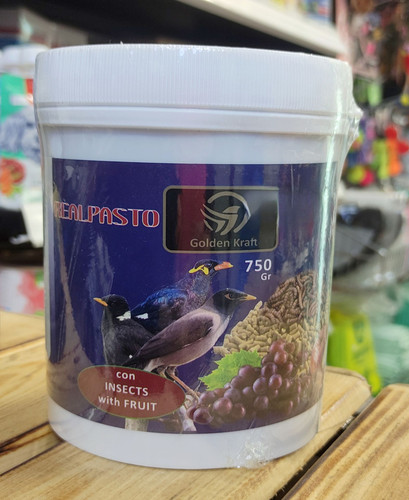 REALPASTO
Golden Kraft
750
Gr
con
INSECTS
with FRUIT